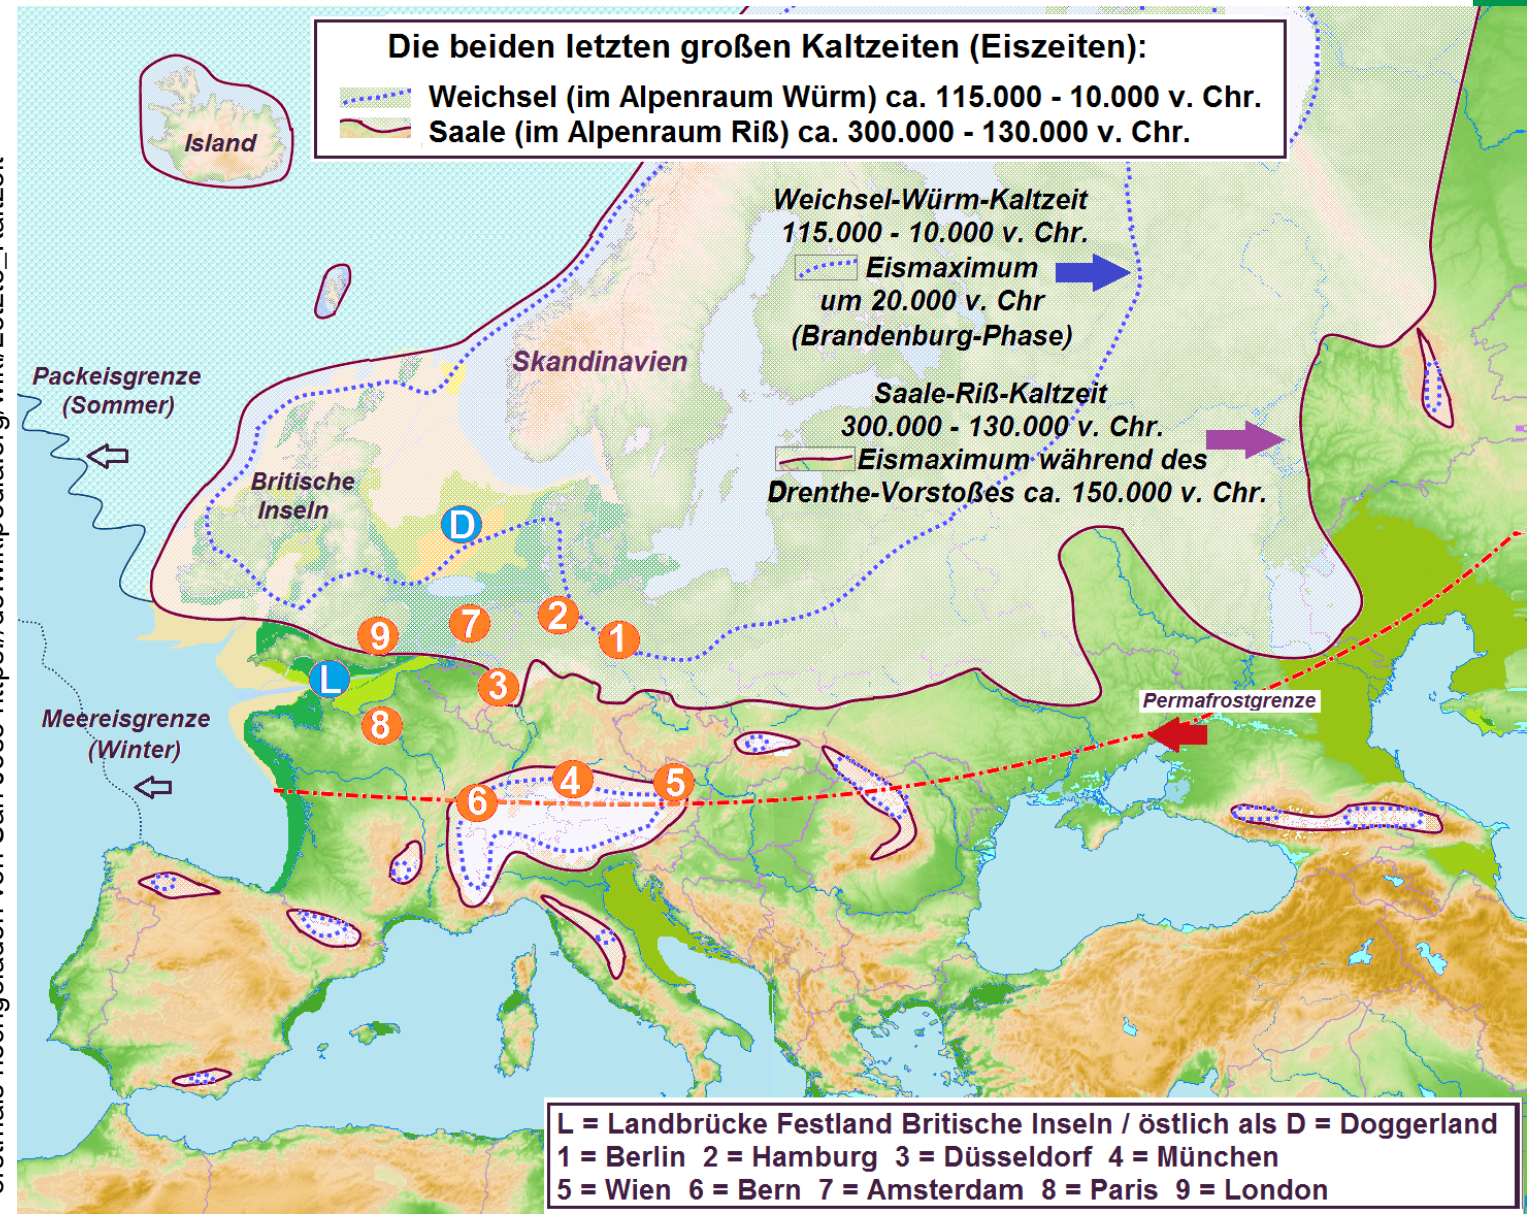 Die beiden letzten großen Kaltzeiten (Eiszeiten):
Weichsel (im Alpenraum Würm) ca. 115.000 - 10.000 v. Chr.
Saale (im Alpenraum Riß) ca. 300.000 - 130.000 v. Chr.
Island
Weichsel-Würm-Kaltzeit
115.000 - 10.000 v. Chr.
Eismaximum
um 20.000 v. Chr
(Brandenburg-Phase)
Skandinavien
Packeisgrenze
(Sommer)
Saale-Riß-Kaltzeit
300.000 - 130.000 v. Chr.
Eismaximum während des
Drenthe-Vorstoßes ca. 150.000 v. Chr.
Britische
Inseln
D
2
7
9
1
L
3
8
Meereisgrenze
(Winter)
Permafrostgrenze
4
5
6
L = Landbrücke Festland Britische Inseln / östlich als D = Doggerland
1 = Berlin 2 = Hamburg 3 = Düsseldorf 4 = München
5 = Wien 6 = Bern 7 = Amsterdam 8 = Paris 9 = London